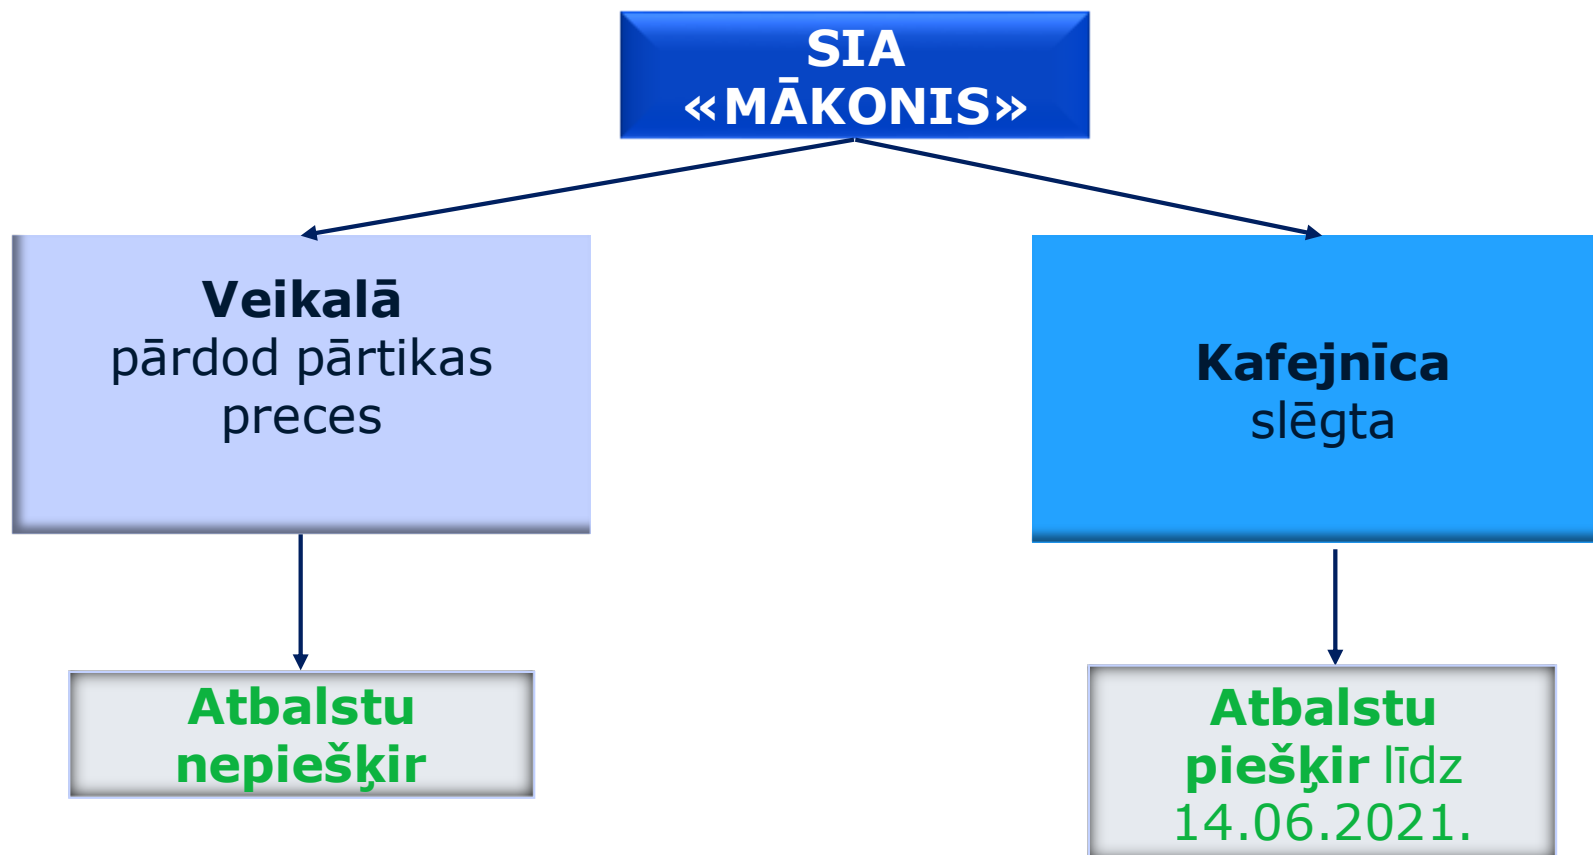 SIA
«MĀKONIS»
Veikalā
pārdod pārtikas
preces
Kafejnīca
slēgta
Atbalstu
nepiešķir
Atbalstu
piešķir līdz
14.06.2021.